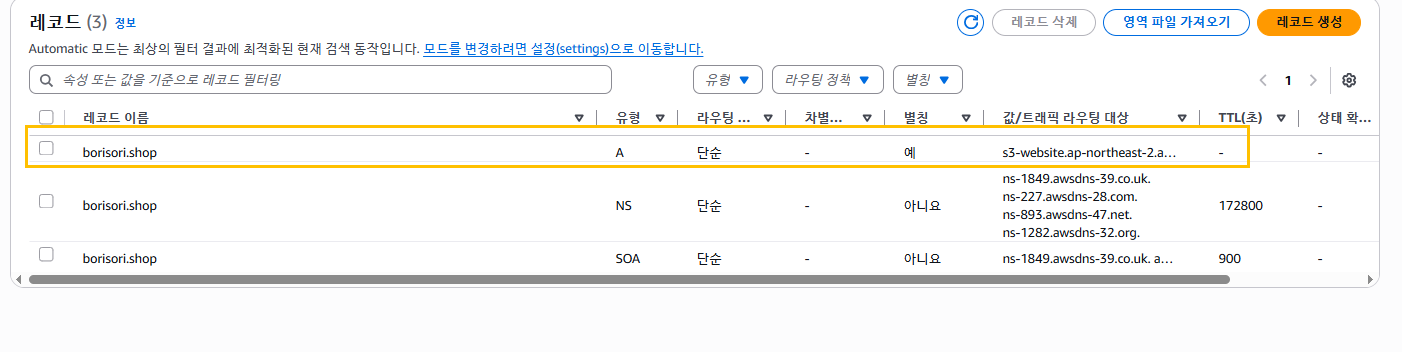 레코드 (3) 정보
레코드 삭제 영역 파일 가져오기 레코드 생성
Automatic 모드는 최상의 필터 결과에 최적화된 현재 검색 동작입니다. 모드를 변경하려면 설정(settings)으로 이동합니다.
속성 또는 값을 기준으로 레코드 필터링 유형 라우팅 정책 별칭 1
레코드 이름 유형 라우팅 ... 차별... 별칭 값/트래픽 라우팅 대상 TTL(초) 상태 확...
borisori.shop A 단순 - 예 s3-website.ap-northeast-2.a... - -
borisori.shop NS 단순 - 아니요 ns-1849.awsdns-39.co.uk.
ns-227.awsdns-28.com.
ns-893.awsdns-47.net.
ns-1282.awsdns-32.org. 172800 -
borisori.shop SOA 단순 - 아니요 ns-1849.awsdns-39.co.uk. a... 900 -